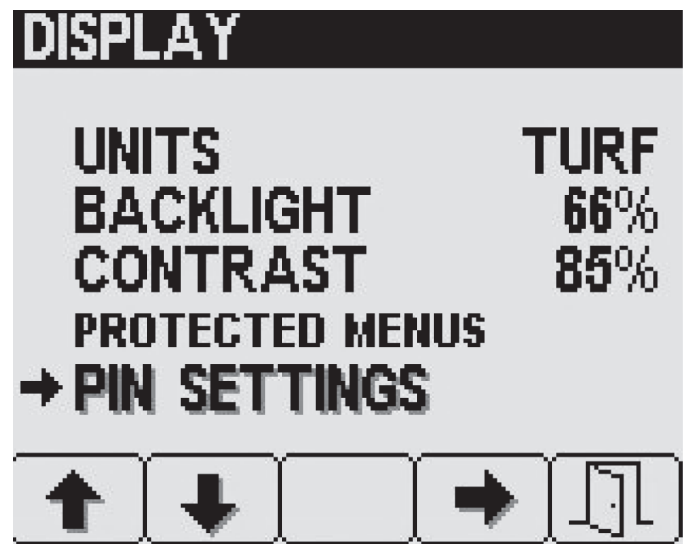 DISPLAY
UNITS TURF
BACKLIGHT 66%
CONTRAST 85%
PROTECTED MENUS
PIN SETTINGS